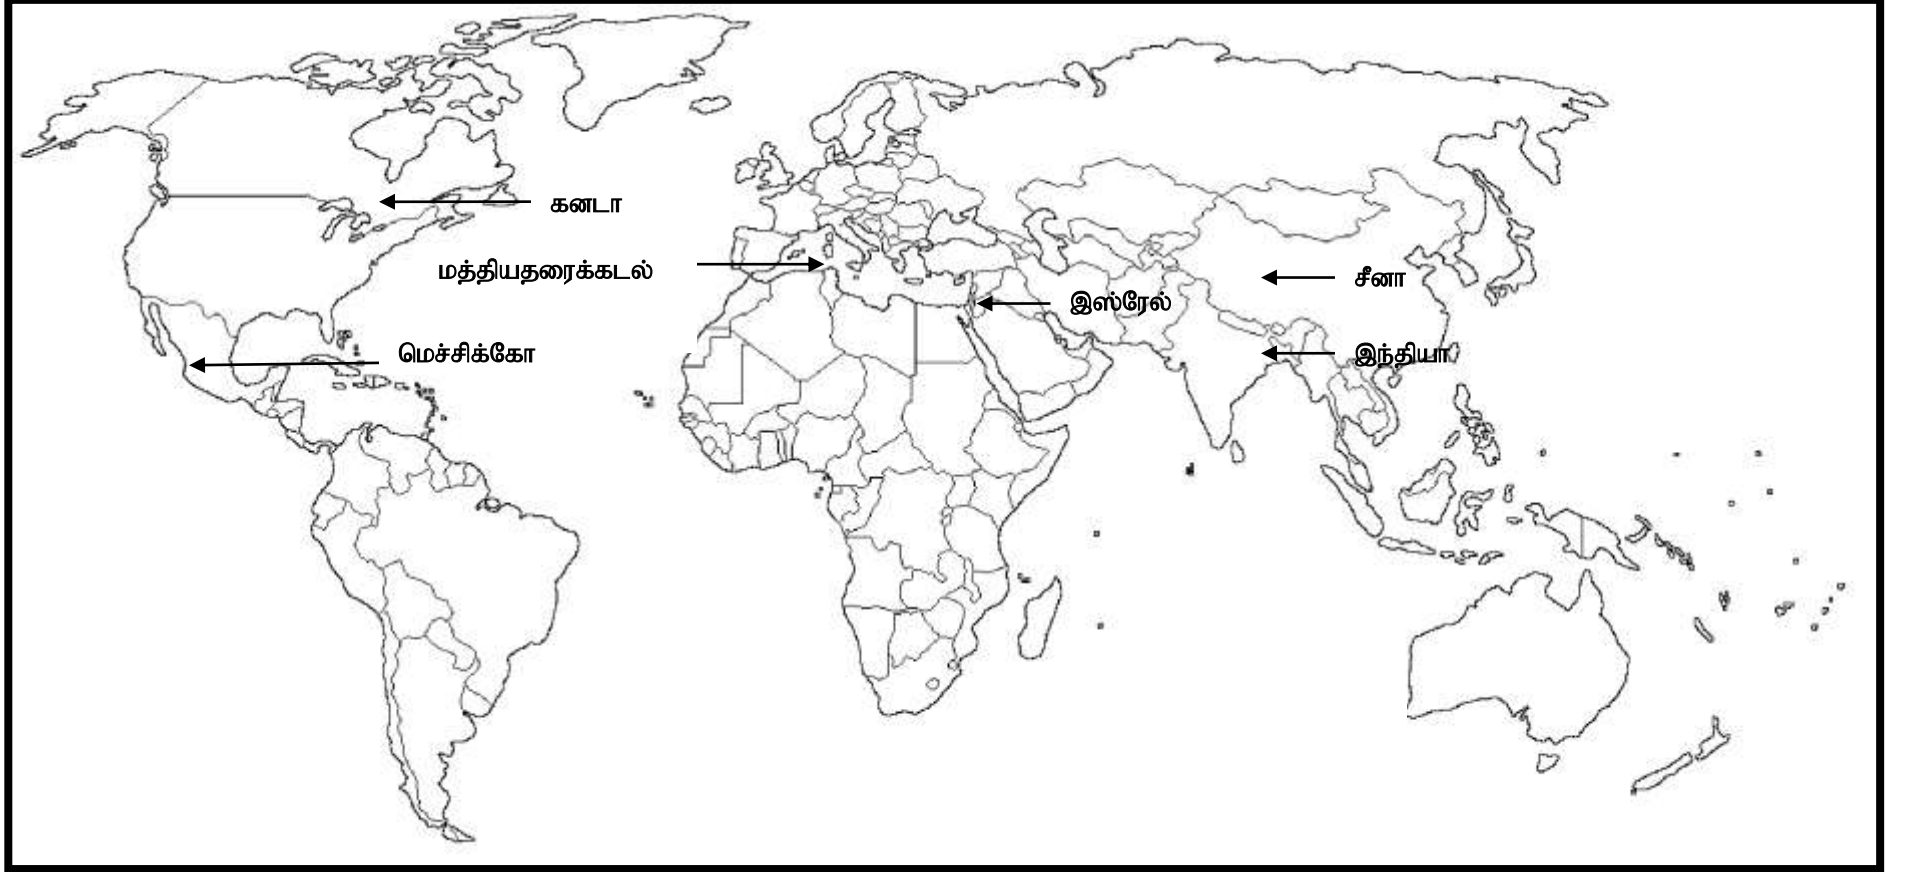 கனடா
மத்தியதரைக்கடல்
சீனா
இஸ்ரேல்
மெச்சிக்கோ
இந்தியா